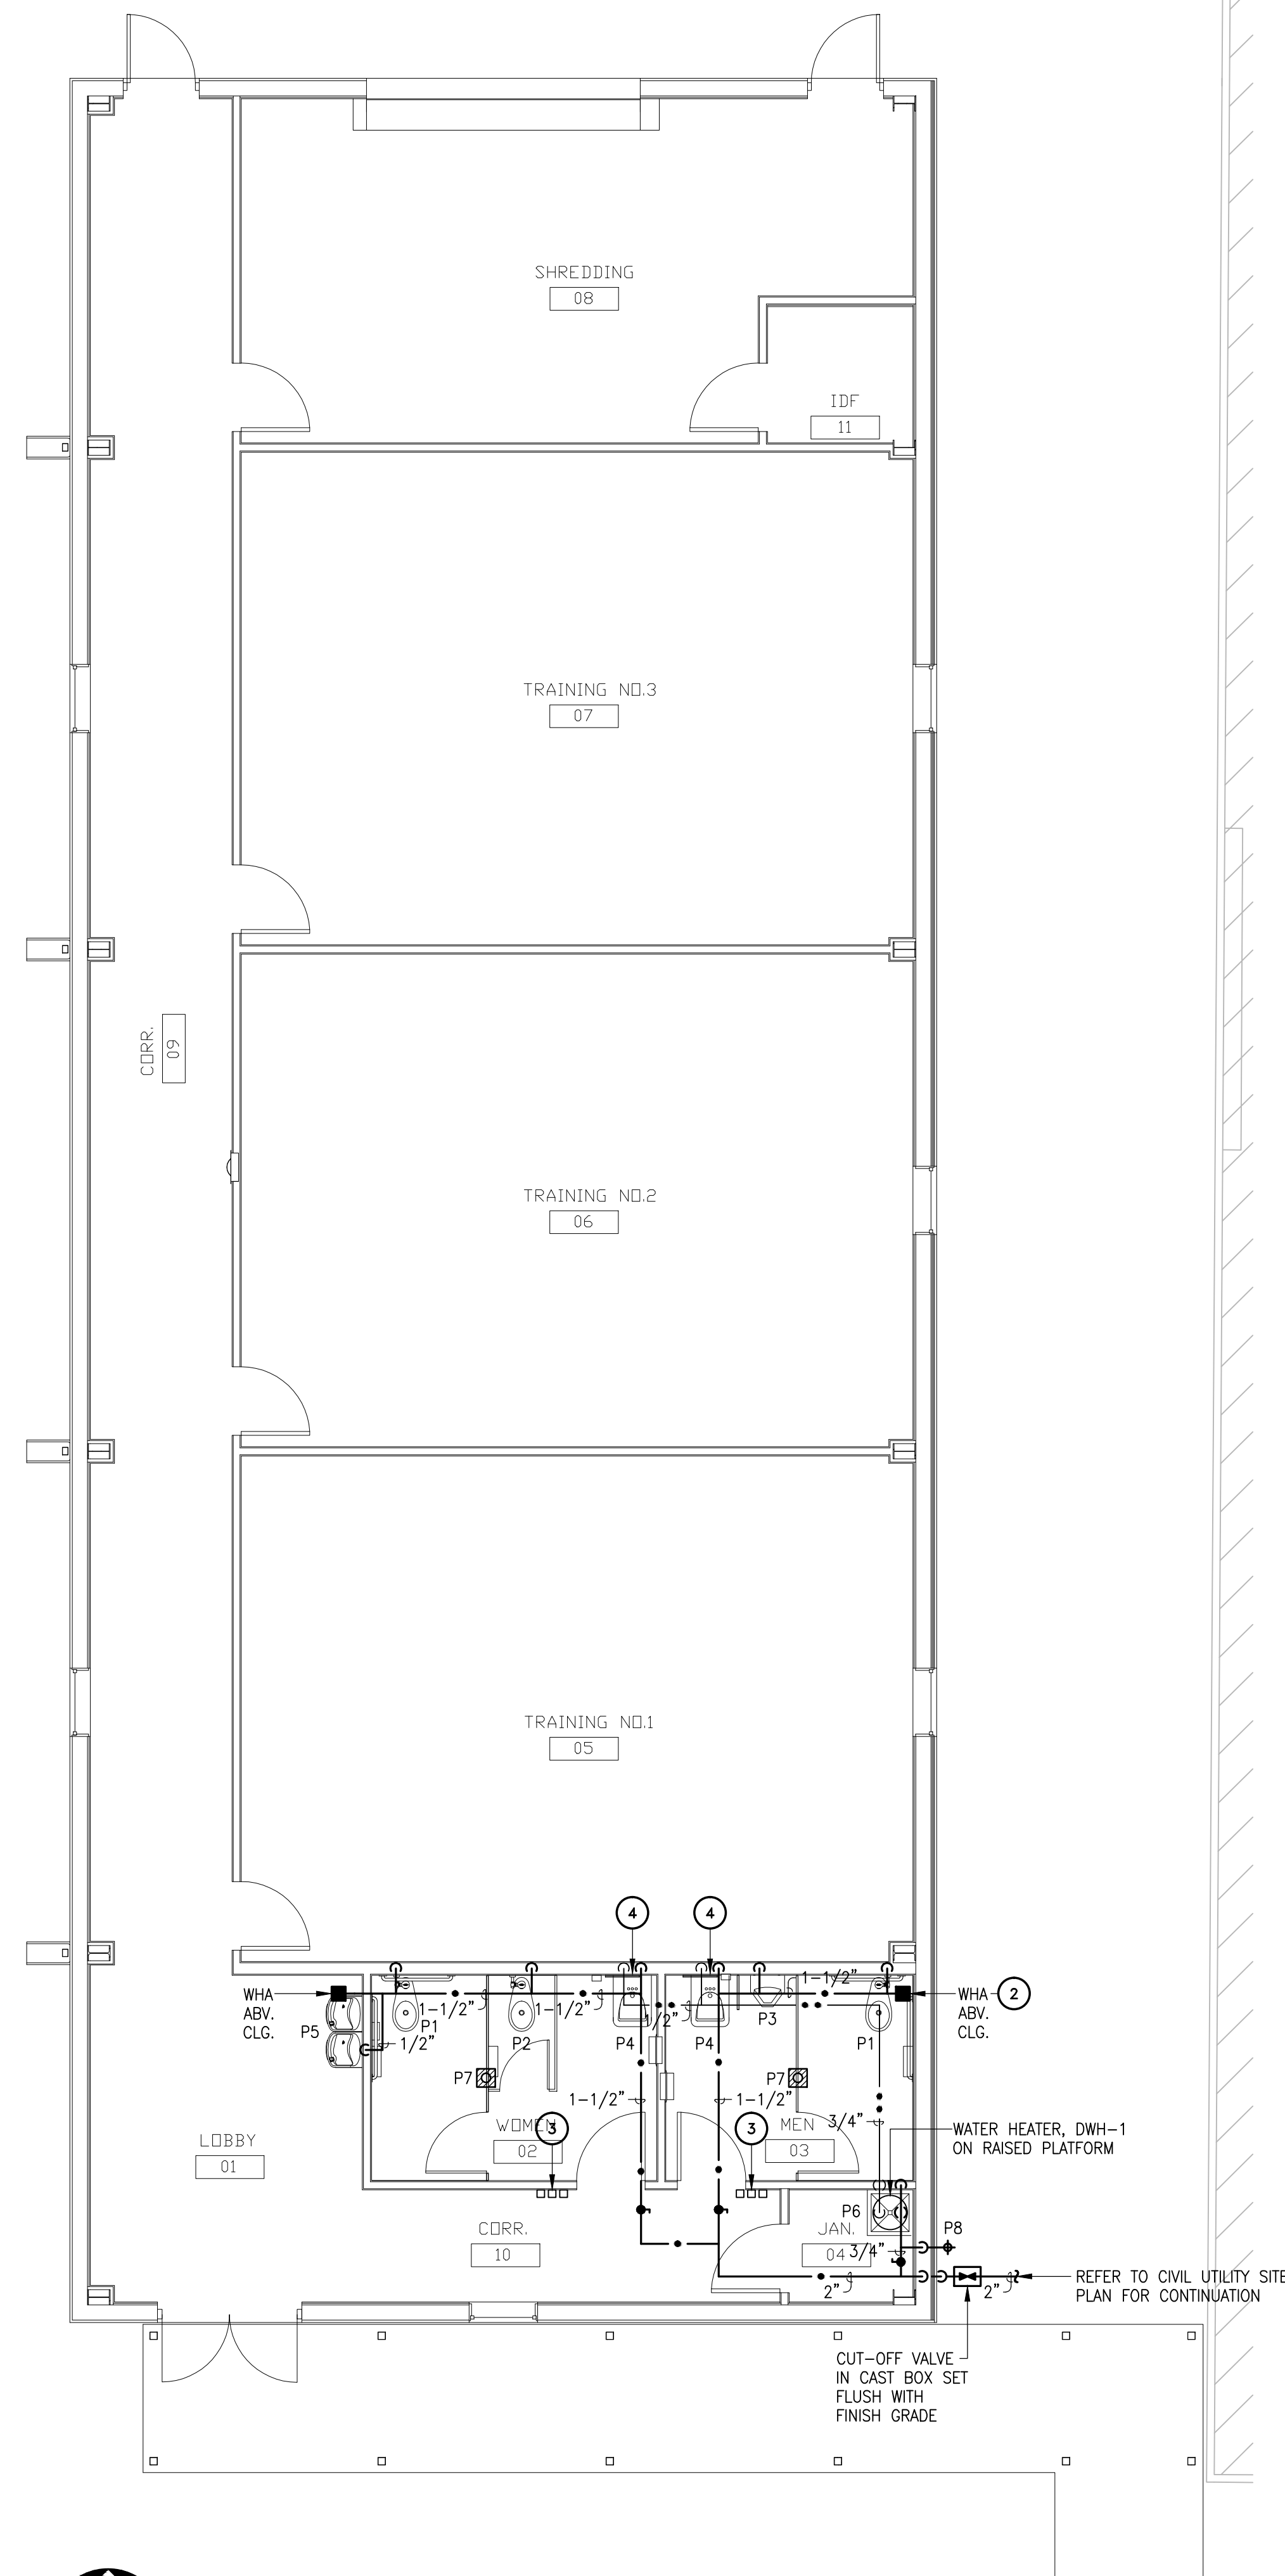 SHREDDING
08
IDF
11
TRAINING NO.3
07
CORR.
09
TRAINING NO.2
06
TRAINING NO.1
05
4
4
WHA
ABV.
CLG.
P5
1-1/2"
P1
1/2"
1-1/2"
P2
P4
1/2"
P4
P3
1-1/2"
P1
WHA
ABV.
CLG.
2
P7
P7
1-1/2"
1-1/2"
3/4"
WOMEN
02
3
3
MEN
03
WATER HEATER, DWH-1
ON RAISED PLATFORM
LOBBY
01
CORR.
10
P6
JAN.
04
3/4"
P8
2"
2"
REFER TO CIVIL UTILITY SITE
PLAN FOR CONTINUATION
CUT-OFF VALVE
IN CAST BOX SET
FLUSH WITH
FINISH GRADE